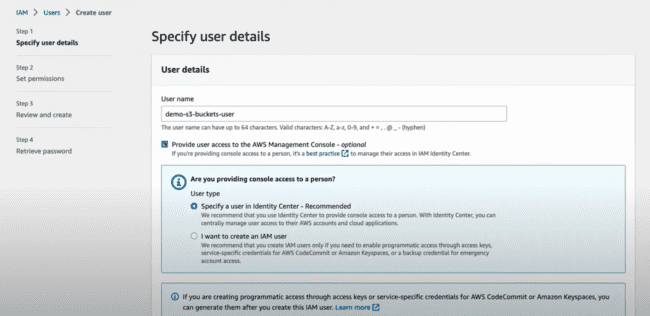 IAM > Users > Create user
Step 1
Specify user details
Step 2
Set permissions
Step 3
Review and create
Step 4
Retrieve password
Specify user details
User details
User name
demo-s3-buckets-user
The user name can have up to 64 characters. Valid characters: A-Z, a-z, 0-9, and + = , . @ _ - (hyphen)
Provide user access to the AWS Management Console - optional
If you're providing console access to a person, it's a best practice to manage their access in IAM Identity Center.
Are you providing console access to a person?
User type
Specify a user in Identity Center - Recommended
We recommend that you use Identity Center to provide console access to a person. With Identity Center, you can
centrally manage user access to their AWS accounts and cloud applications.
I want to create an IAM user
We recommend that you create IAM users only if you need to enable programmatic access through access keys,
service-specific credentials for AWS CodeCommit or Amazon Keyspaces, or a backup credential for emergency
account access.
If you are creating programmatic access through access keys or service-specific credentials for AWS CodeCommit or Amazon Keyspaces, you
can generate them after you create this IAM user. Learn more